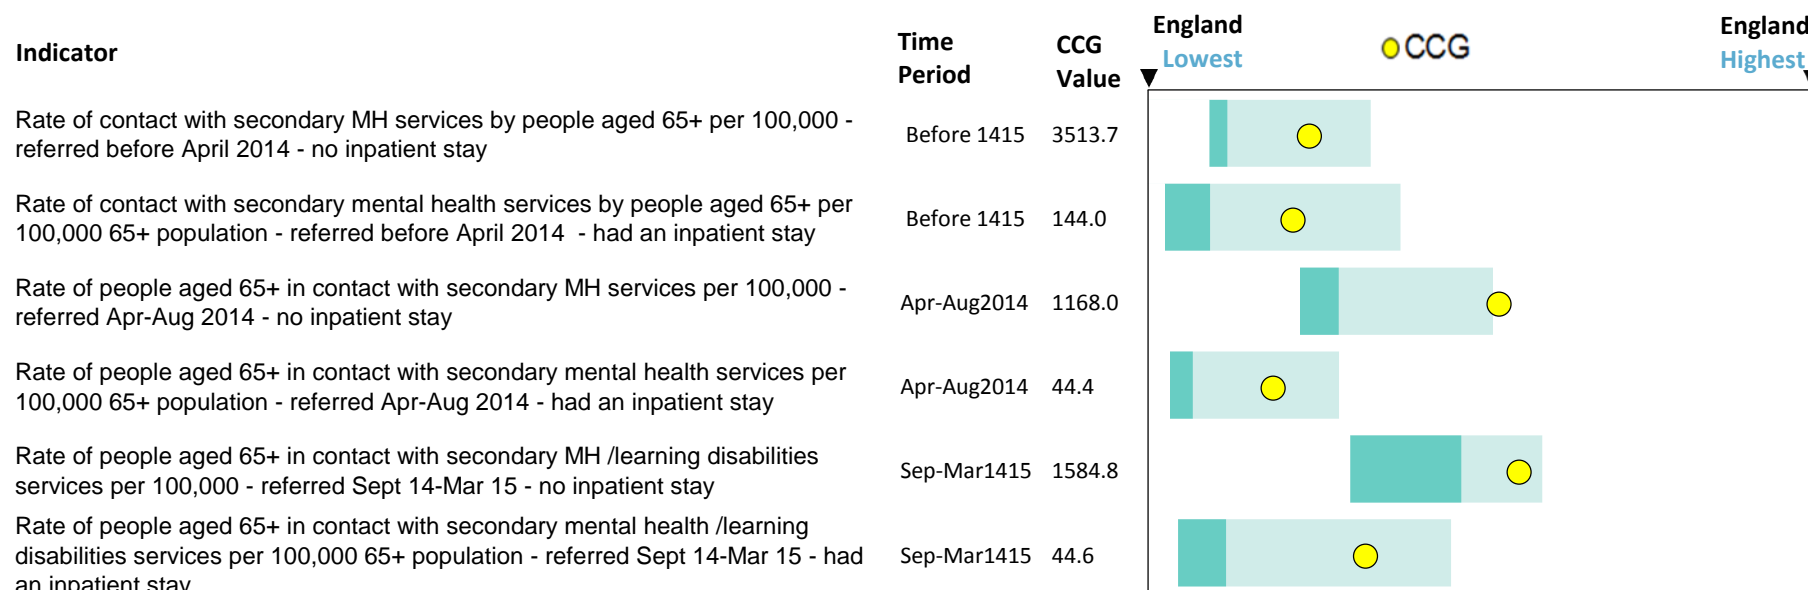 Indicator
Time
Period
CCG
Value
England
Lowest
CCG
England
Highest
Rate of contact with secondary MH services by people aged 65+ per 100,000 -
referred before April 2014 - no inpatient stay
Before 1415 3513.7
Rate of contact with secondary mental health services by people aged 65+ per
100,000 65+ population - referred before April 2014 - had an inpatient stay
Before 1415 144.0
Rate of people aged 65+ in contact with secondary MH services per 100,000 -
referred Apr-Aug 2014 - no inpatient stay
Apr-Aug2014 1168.0
Rate of people aged 65+ in contact with secondary mental health services per
100,000 65+ population - referred Apr-Aug 2014 - had an inpatient stay
Apr-Aug2014 44.4
Rate of people aged 65+ in contact with secondary MH /learning disabilities
services per 100,000 - referred Sept 14-Mar 15 - no inpatient stay
Sep-Mar1415 1584.8
Rate of people aged 65+ in contact with secondary mental health /learning
disabilities services per 100,000 65+ population - referred Sept 14-Mar 15 - had
an inpatient stay
Sep-Mar1415 44.6